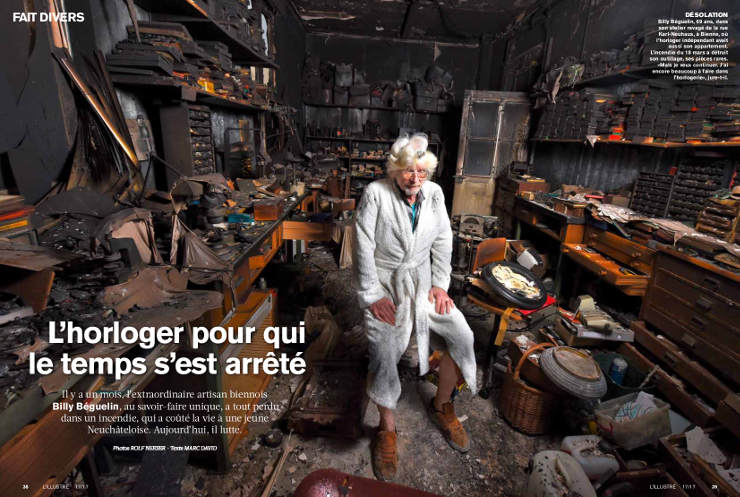 FAIT DIVERS
DÉSOLATION
Billy Béguelin, 69 ans, dans
son atelier ravagé de la rue
Karl-Neuhaus, à Bienne, où
l'horloger indépendant avait
aussi son appartement.
L'incendie du 18 mars a détruit
son outillage, ses pièces rares.
«Mais je veux continuer. J'ai
encore beaucoup à faire dans
l'horlogerie», jure-t-il.
L'horloger pour qui
le temps s'est arrêté
Il y a un mois, l'extraordinaire artisan biennois
Billy Béguelin, au savoir-faire unique, a tout perdu
dans un incendie, qui a coûté la vie à une jeune
Neuchâteloise. Aujourd'hui, il lutte.
Photos ROLF NEESER – Texte MARC DAVID
L'ILLUSTRÉ 17/17
L'ILLUSTRÉ 17/17